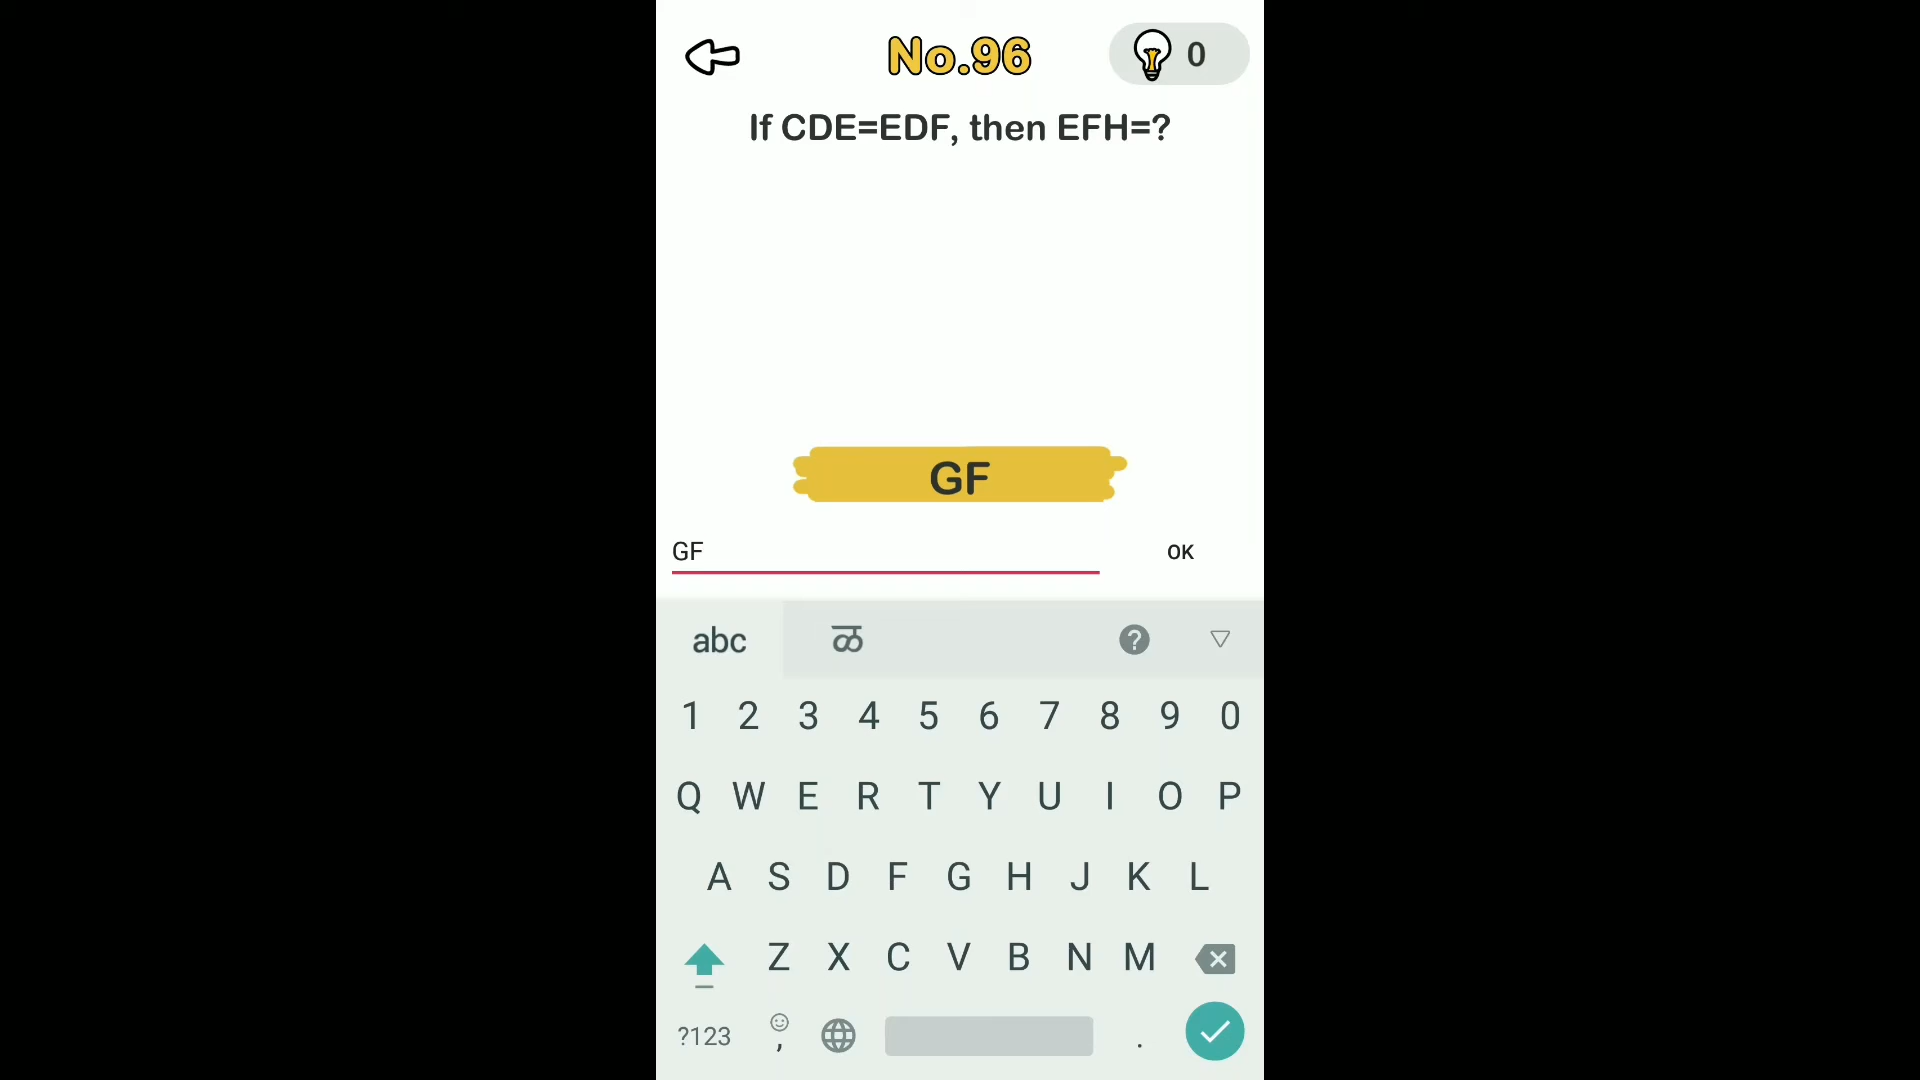 No.96
0
If CDE=EDF, then EFH=?
GF
GF
OK
abc
ळ
?
1 2 3 4 5 6 7 8 9 0
Q W E R T Y U I O P
A S D F G H J K L
Z X C V B N M
?123
,
.